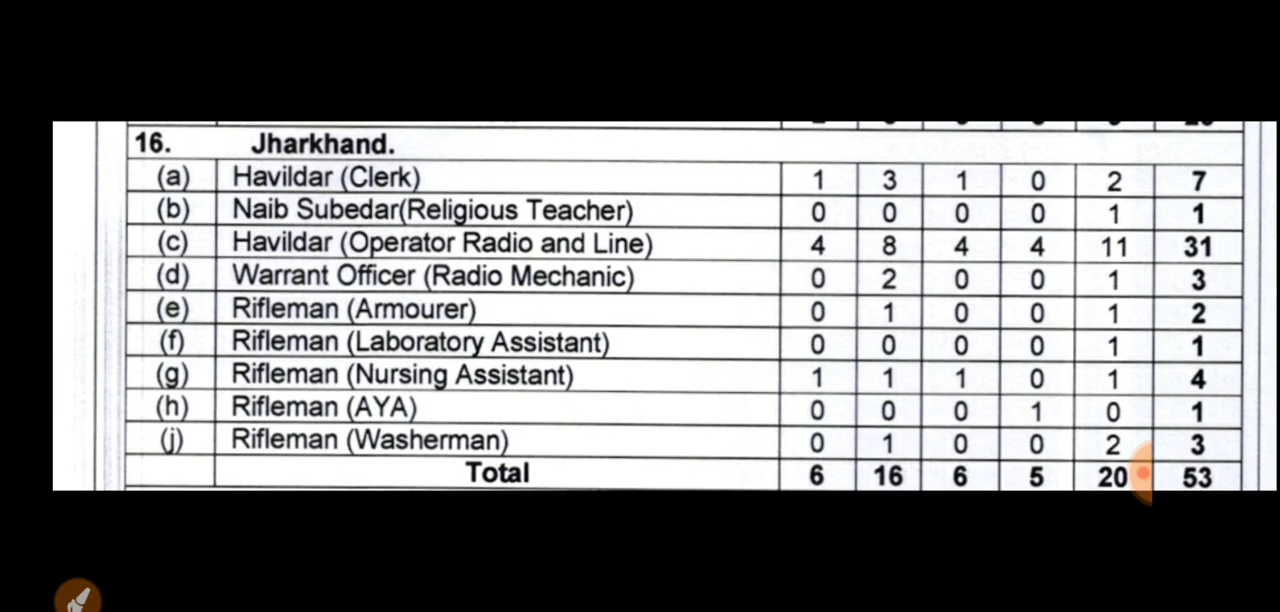 16. Jharkhand.
(a) Havildar (Clerk) 1 3 1 0 2 7
(b) Naib Subedar(Religious Teacher) 0 0 0 0 1 1
(c) Havildar (Operator Radio and Line) 4 8 4 4 11 31
(d) Warrant Officer (Radio Mechanic) 0 2 0 0 1 3
(e) Rifleman (Armourer) 0 1 0 0 1 2
(f) Rifleman (Laboratory Assistant) 0 0 0 0 1 1
(g) Rifleman (Nursing Assistant) 1 1 1 0 1 4
(h) Rifleman (AYA) 0 0 0 1 0 1
(j) Rifleman (Washerman) 0 1 0 0 2 3
Total 6 16 6 5 20 53